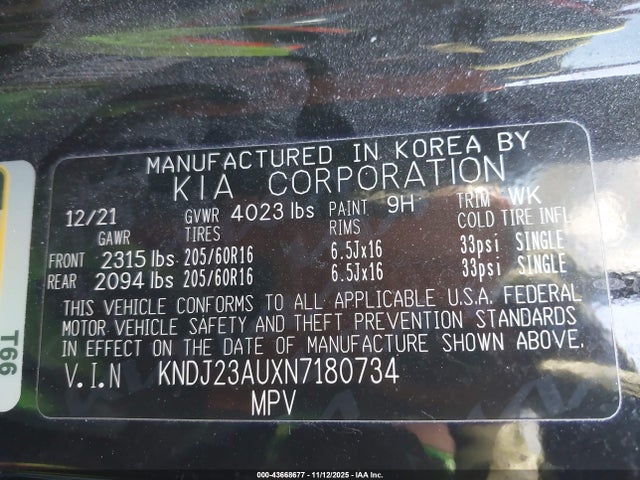 MANUFACTURED IN KOREA BY
KIA CORPORATION
12/21 GVWR 4023 lbs PAINT 9H TRIM WK
GAWR TIRES RIMS COLD TIRE INFL
FRONT 2315 lbs 205/60R16 6.5Jx16 33psi SINGLE
REAR 2094 lbs 205/60R16 6.5Jx16 33psi SINGLE
THIS VEHICLE CONFORMS TO ALL APPLICABLE U.S.A. FEDERAL
MOTOR VEHICLE SAFETY AND THEFT PREVENTION STANDARDS
IN EFFECT ON THE DATE OF MANUFACTURE SHOWN ABOVE.
V.I.N KNDJ23AUXN7180734
MPV
T66
000-43668677 - 11/12/2025 - IAA Inc.